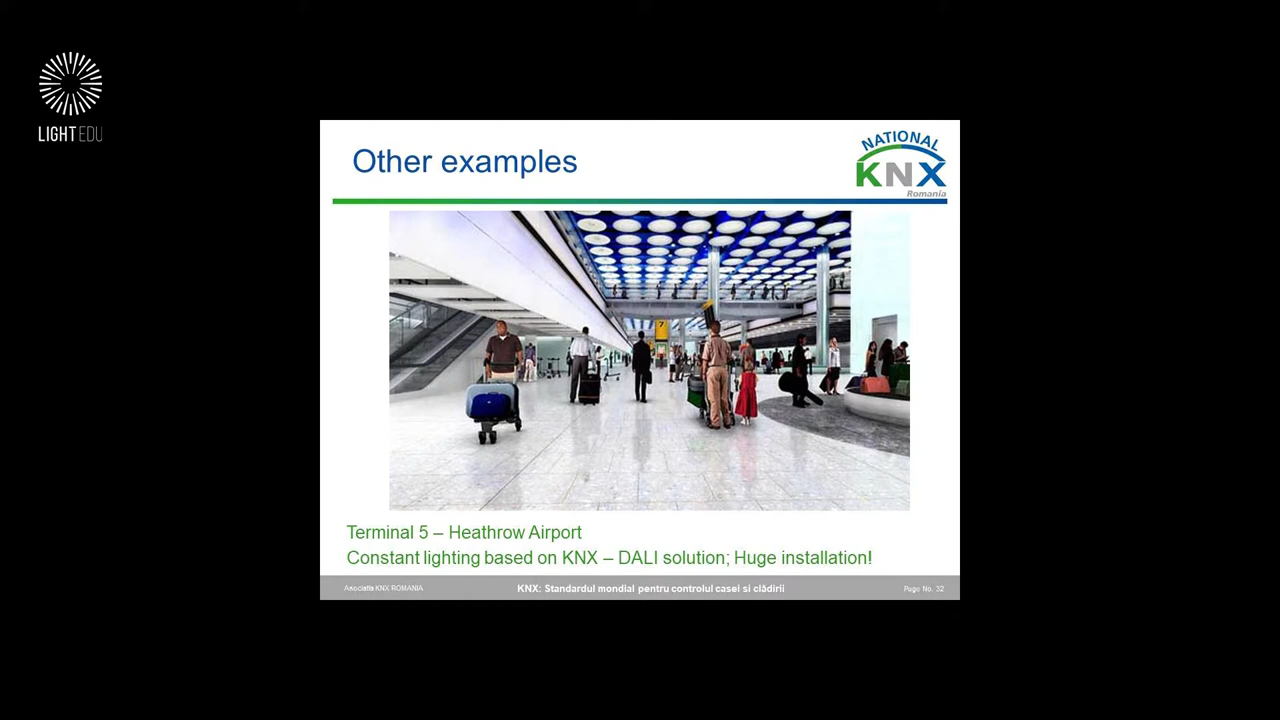 LIGHT EDU
Other examples
NATIONAL
KNX
Romania
7
Terminal 5 – Heathrow Airport
Constant lighting based on KNX – DALI solution; Huge installation!
Asociatia KNX ROMANIA
KNX: Standardul mondial pentru controlul casei si clădirii
Page No. 32